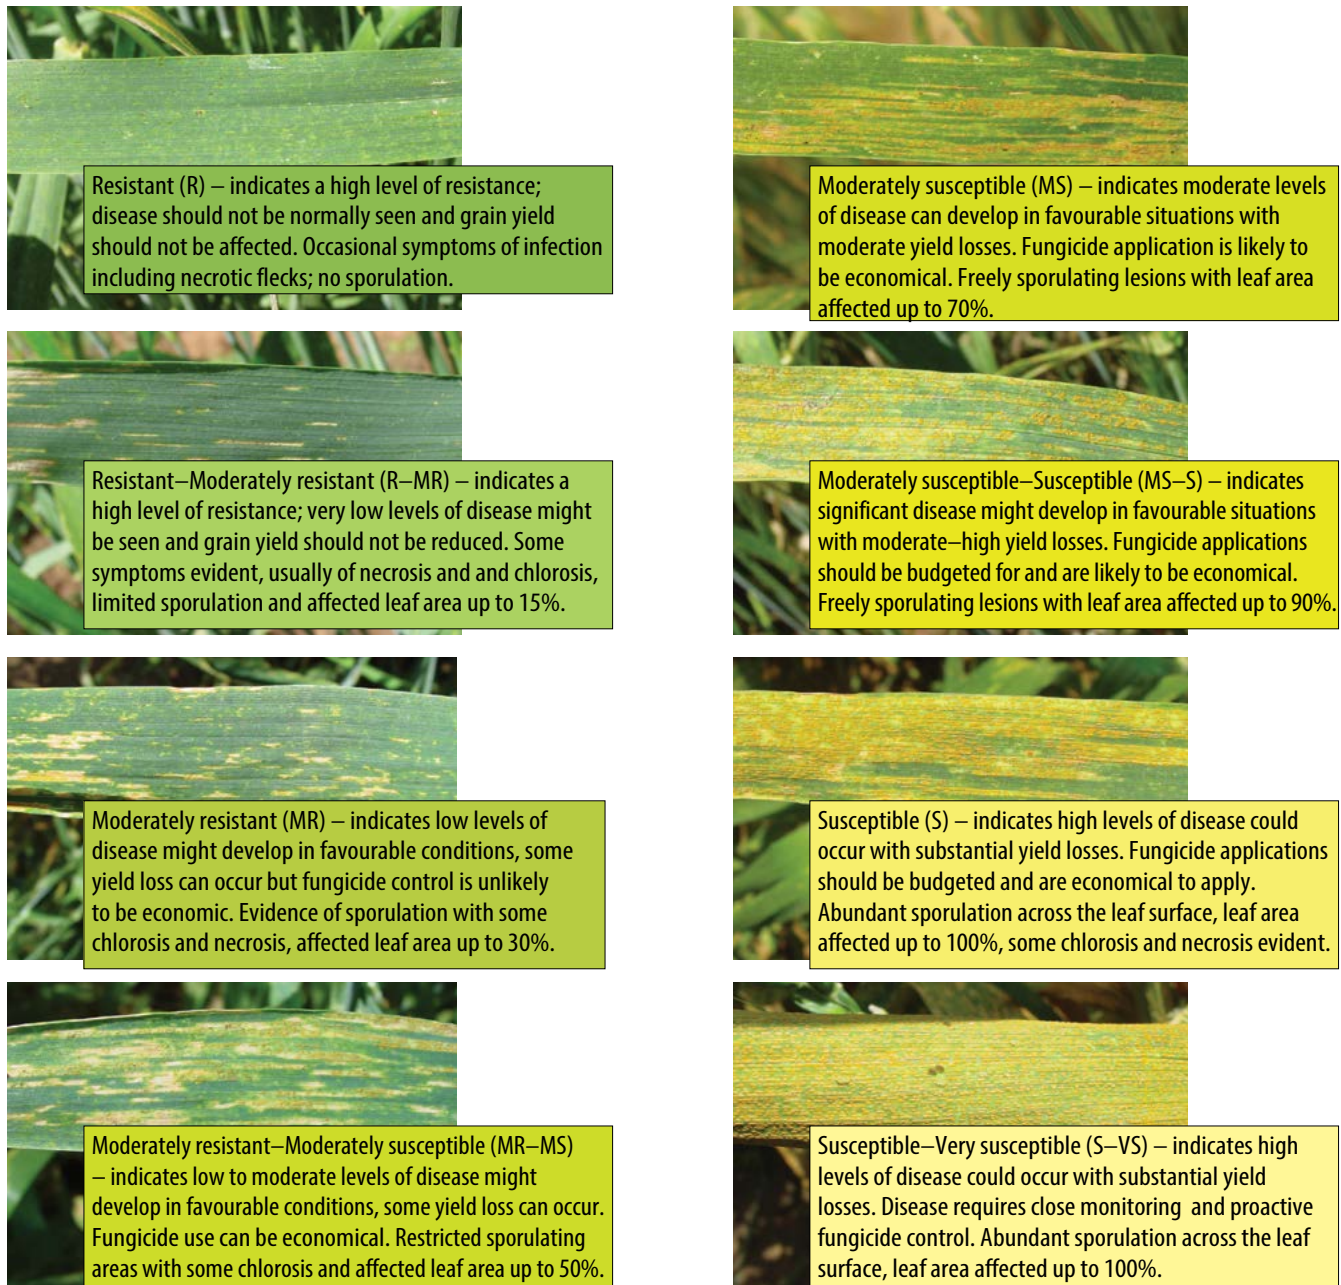 Resistant (R) – indicates a high level of resistance;
disease should not be normally seen and grain yield
should not be affected. Occasional symptoms of infection
including necrotic flecks; no sporulation.
Resistant–Moderately resistant (R–MR) – indicates a
high level of resistance; very low levels of disease might
be seen and grain yield should not be reduced. Some
symptoms evident, usually of necrosis and and chlorosis,
limited sporulation and affected leaf area up to 15%.
Moderately resistant (MR) – indicates low levels of
disease might develop in favourable conditions, some
yield loss can occur but fungicide control is unlikely
to be economic. Evidence of sporulation with some
chlorosis and necrosis, affected leaf area up to 30%.
Moderately resistant–Moderately susceptible (MR–MS)
– indicates low to moderate levels of disease might
develop in favourable conditions, some yield loss can occur.
Fungicide use can be economical. Restricted sporulating
areas with some chlorosis and affected leaf area up to 50%.
Moderately susceptible (MS) – indicates moderate levels
of disease can develop in favourable situations with
moderate yield losses. Fungicide application is likely to
be economical. Freely sporulating lesions with leaf area
affected up to 70%.
Moderately susceptible–Susceptible (MS–S) – indicates
significant disease might develop in favourable situations
with moderate–high yield losses. Fungicide applications
should be budgeted for and are likely to be economical.
Freely sporulating lesions with leaf area affected up to 90%.
Susceptible (S) – indicates high levels of disease could
occur with substantial yield losses. Fungicide applications
should be budgeted and are economical to apply.
Abundant sporulation across the leaf surface, leaf area
affected up to 100%, some chlorosis and necrosis evident.
Susceptible–Very susceptible (S–VS) – indicates high
levels of disease could occur with substantial yield
losses. Disease requires close monitoring and proactive
fungicide control. Abundant sporulation across the leaf
surface, leaf area affected up to 100%.